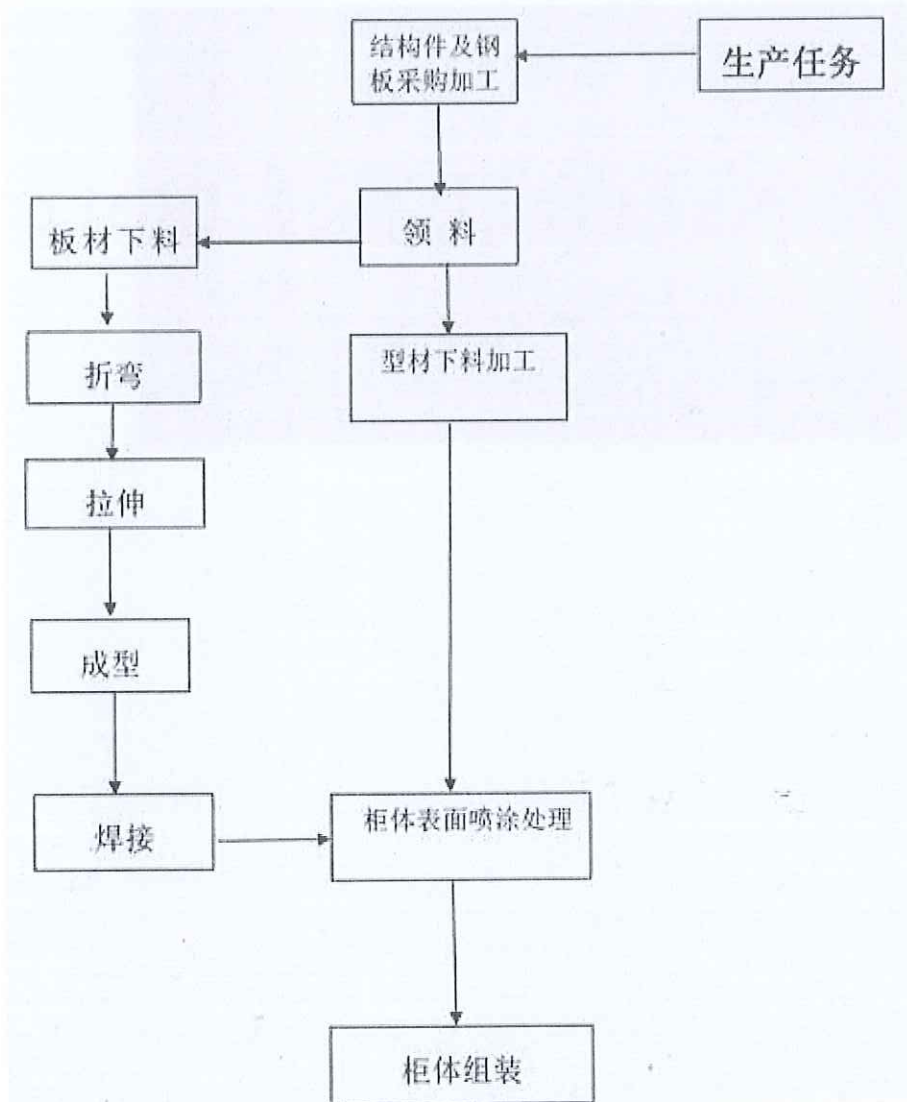 结构件及钢
板采购加工
生产任务
领 料
板材下料
型材下料加工
折弯
拉伸
成型
焊接
柜体表面喷涂处理
柜体组装